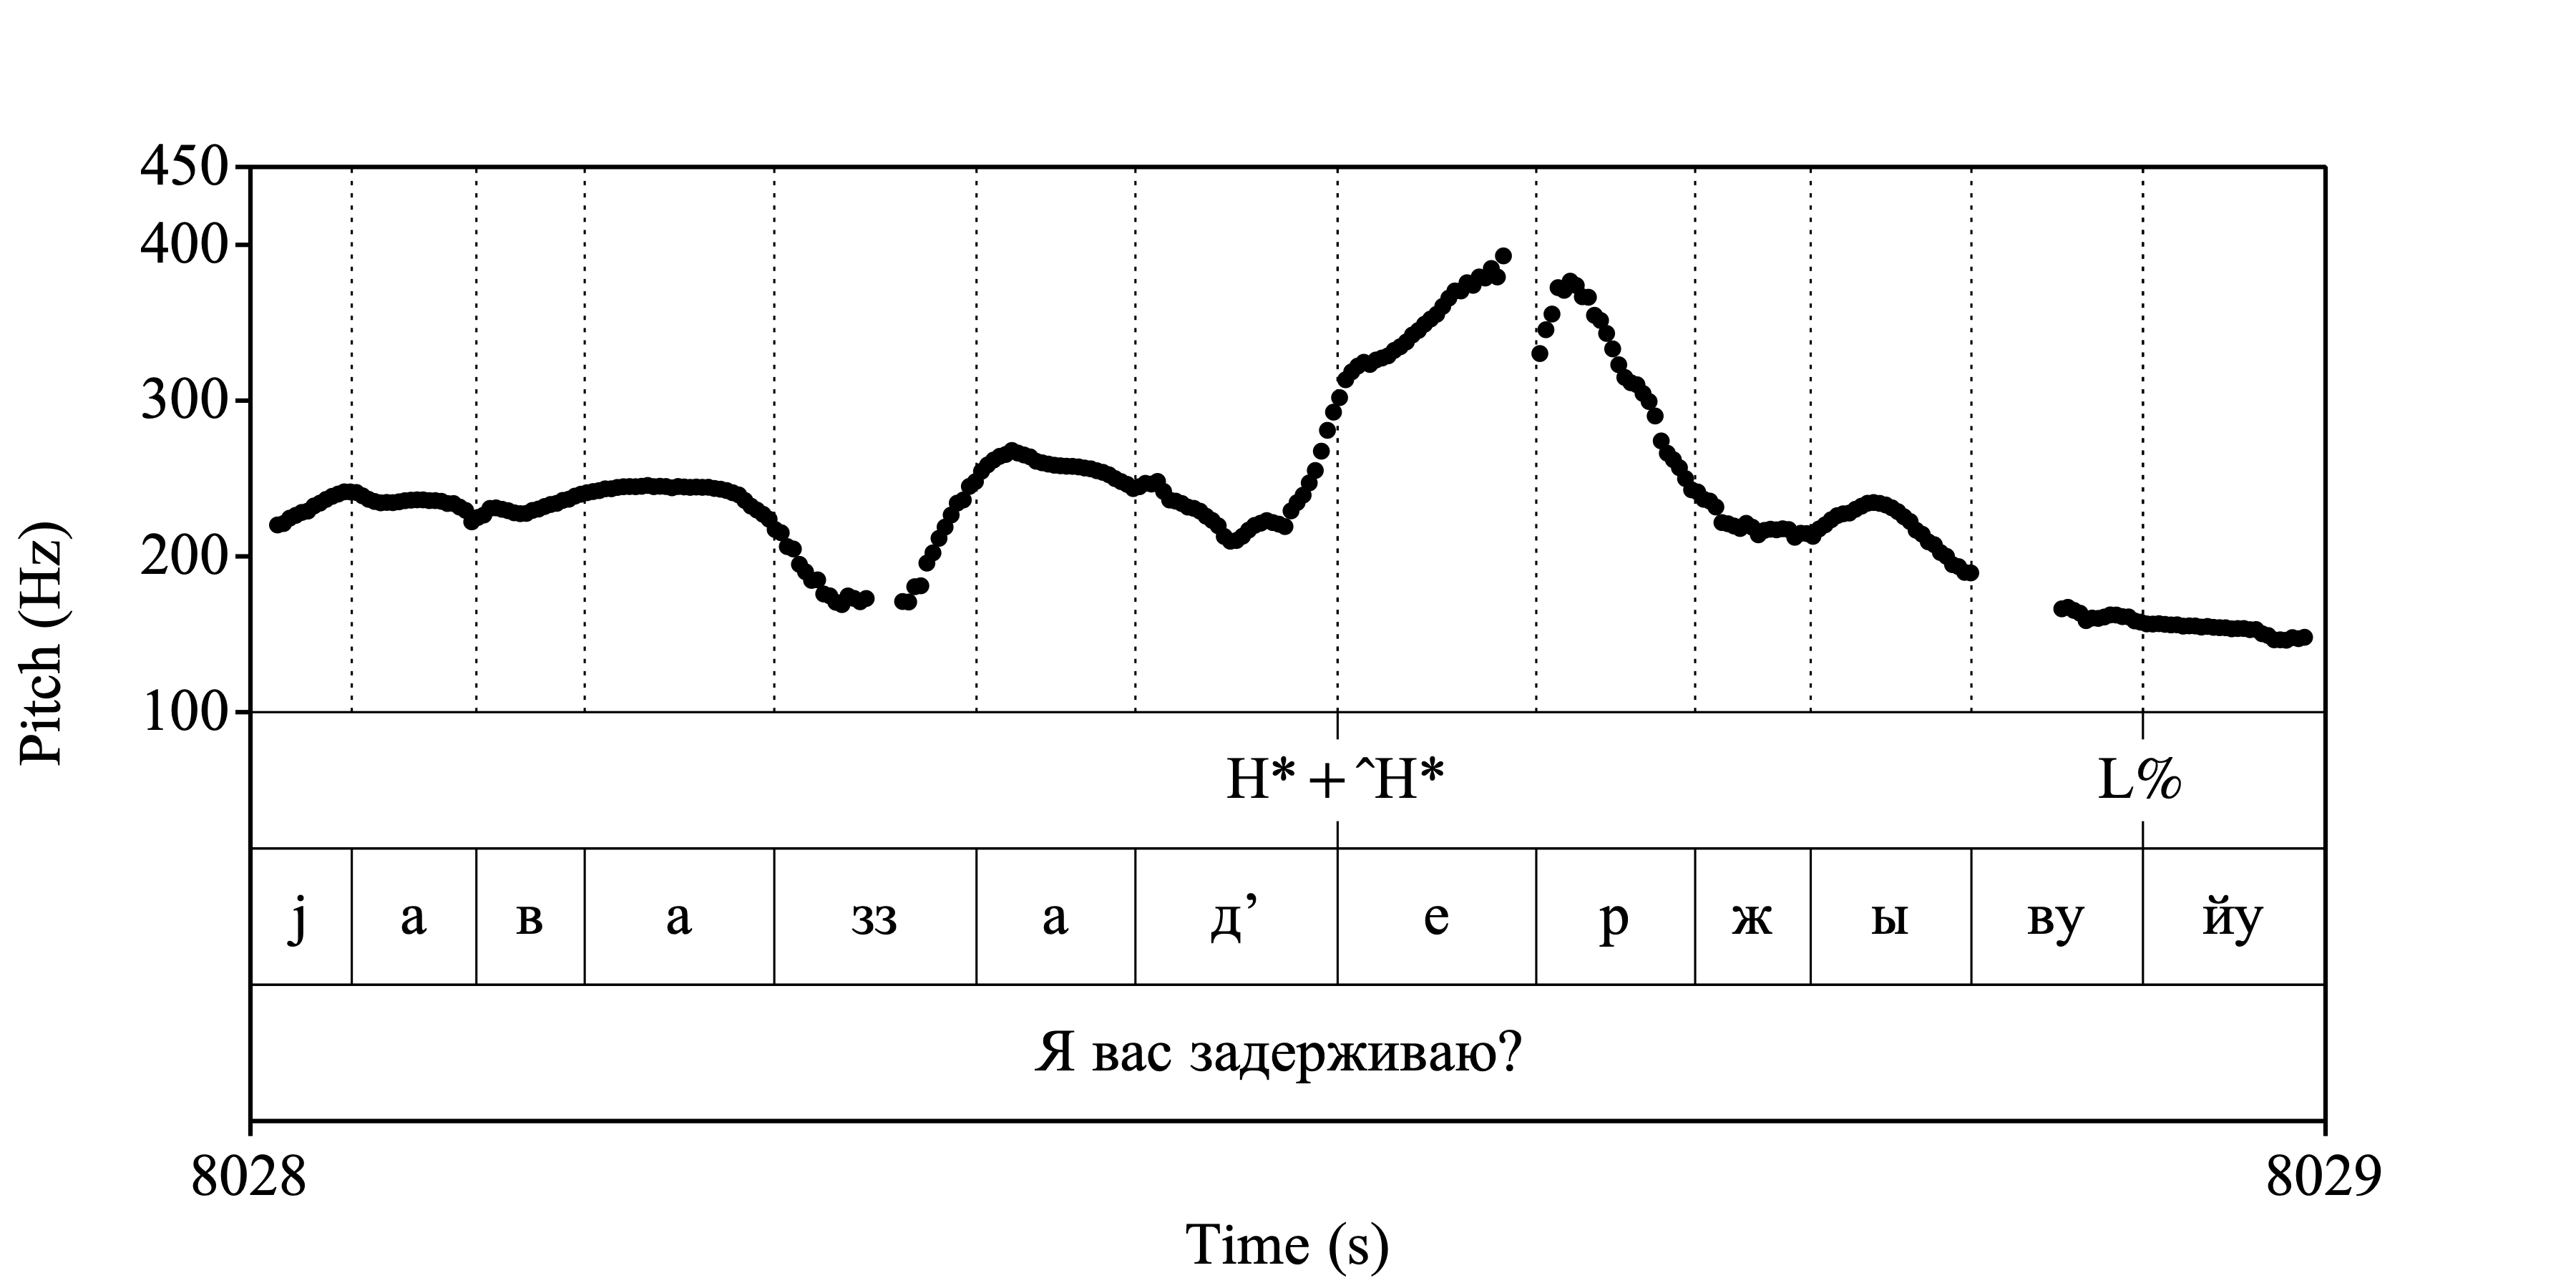 450
400
300
200
100
Pitch (Hz)
H* + ˆH* L%
j а в а зз а д’ е р ж ы ву йу
Я вас задерживаю?
8028 8029
Time (s)